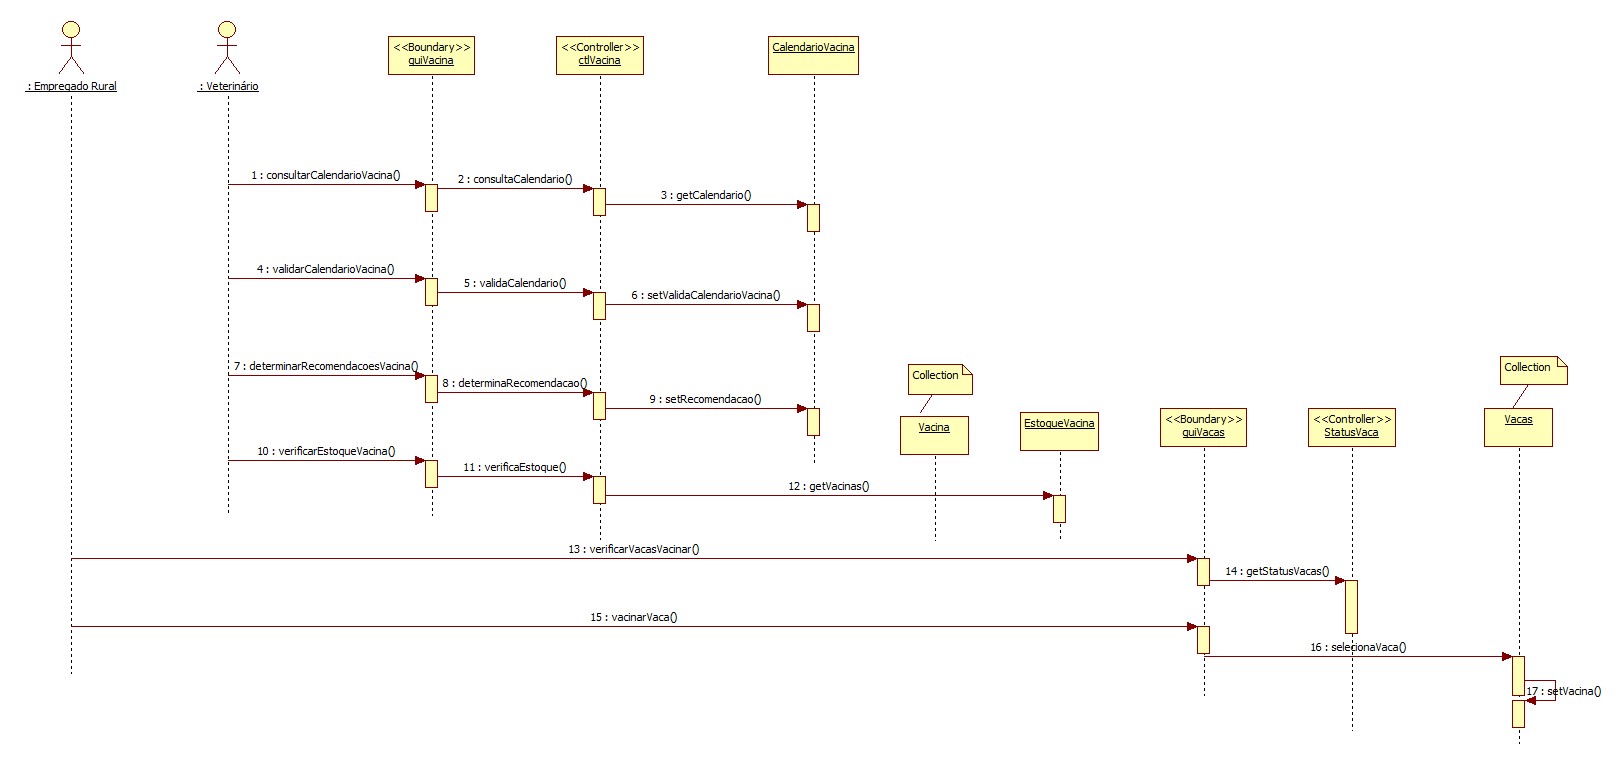 <<Boundary>>
guiVacina
<<Controller>>
ctlVacina
CalendarioVacina
: Empregado Rural
: Veterinário
1 : consultarCalendarioVacina()
2 : consultaCalendario()
3 : getCalendario()
4 : validarCalendarioVacina()
5 : validaCalendario()
6 : setValidaCalendarioVacina()
7 : determinarRecomendacoesVacina()
8 : determinaRecomendacao()
9 : setRecomendacao()
Collection
Vacina
EstoqueVacina
<<Boundary>>
guiVacas
<<Controller>>
StatusVaca
Collection
Vacas
10 : verificarEstoqueVacina()
11 : verificaEstoque()
12 : getVacinas()
13 : verificarVacasVacinar()
14 : getStatusVacas()
15 : vacinarVaca()
16 : selecionaVaca()
17 : setVacina()